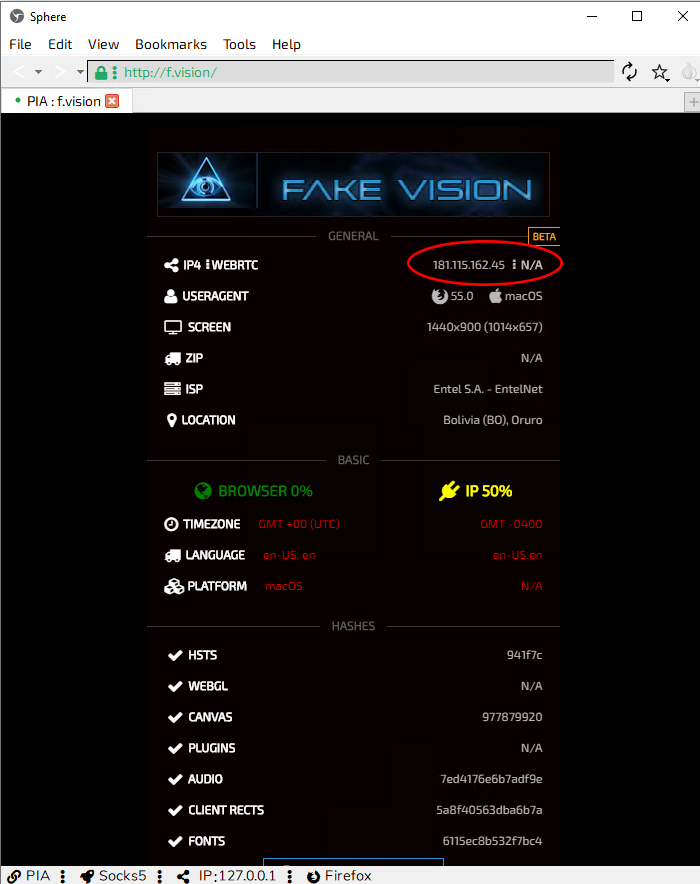 Sphere
File Edit View Bookmarks Tools Help
http://f.vision/
PIA : f.vision
FAKE VISION
GENERAL
BETA
IP4 WEBRTC 181.115.162.45 N/A
USERAGENT 55.0 macOS
SCREEN 1440x900 (1014x657)
ZIP N/A
ISP Entel S.A. - EntelNet
LOCATION Bolivia (BO), Oruro
BASIC
BROWSER 0% IP 50%
TIMEZONE GMT +00 (UTC) GMT -0400
LANGUAGE en-US, en en-US,en
PLATFORM macOS N/A
HASHES
HSTS 941f7c
WEBGL N/A
CANVAS 977879920
PLUGINS N/A
AUDIO 7ed4176e6b7adf9e
CLIENT RECTS 5a8f40563dba6b7a
FONTS 6115ec8b532f7bc4
PIA Socks5 IP:127.0.0.1 Firefox